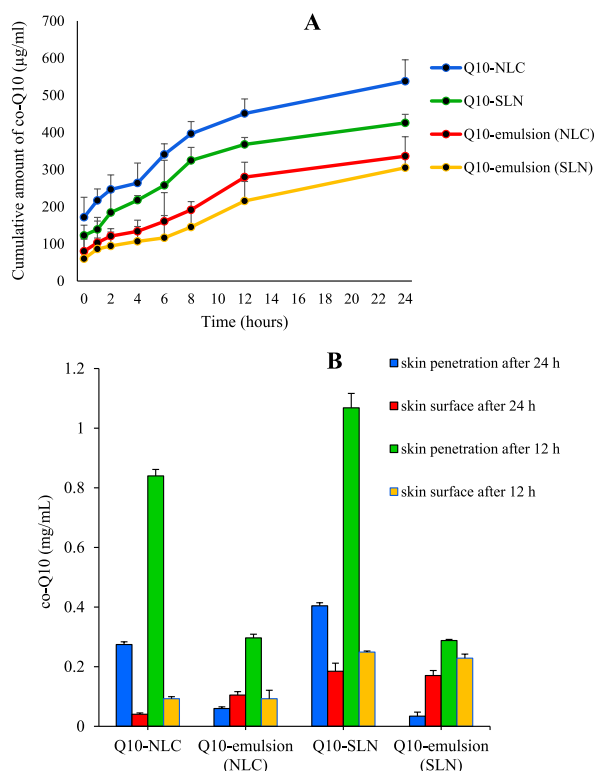 A
Cumulative amount of co-Q10 (µg/ml)
700
600
500
400
300
200
100
0
0 2 4 6 8 10 12 14 16 18 20 22 24
Time (hours)
Q10-NLC
Q10-SLN
Q10-emulsion (NLC)
Q10-emulsion (SLN)
B
co-Q10 (mg/mL)
1.2
1
0.8
0.6
0.4
0.2
0
Q10-NLC Q10-emulsion Q10-SLN Q10-emulsion
(NLC) (SLN)
skin penetration after 24 h
skin surface after 24 h
skin penetration after 12 h
skin surface after 12 h